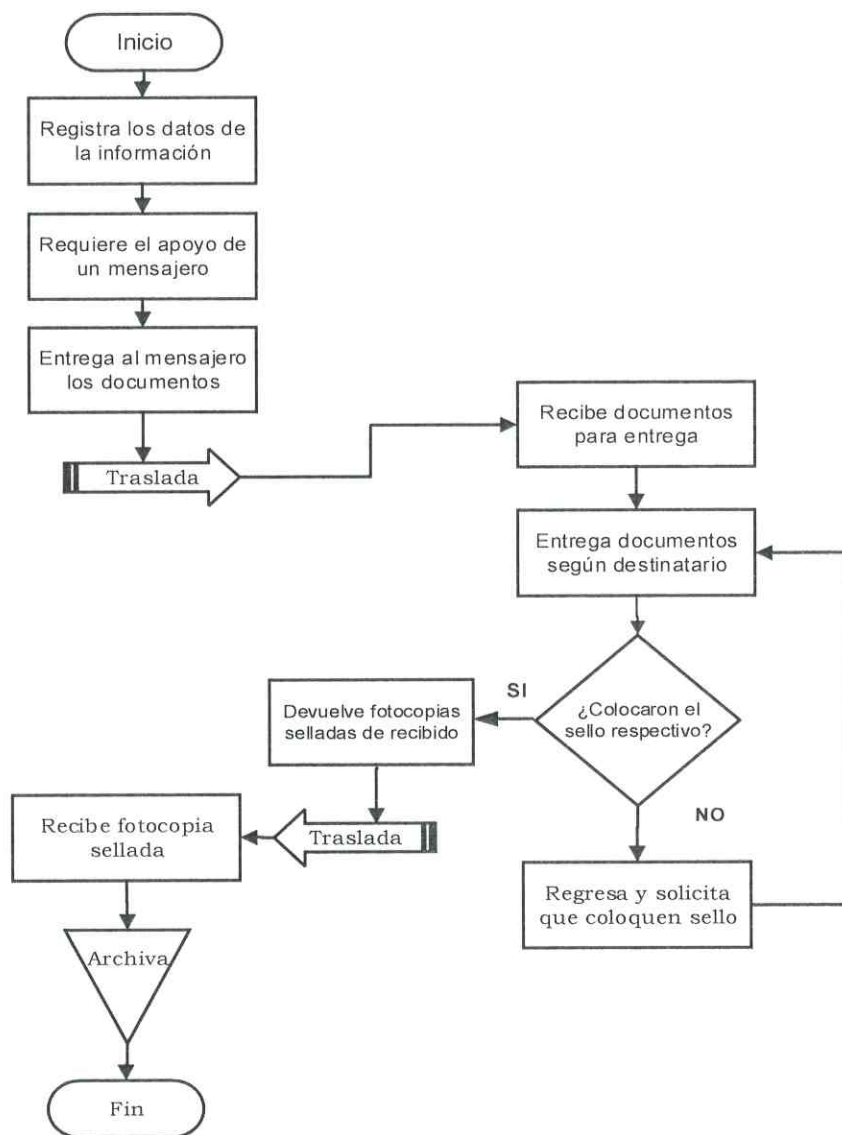 Inicio
Registra los datos de
la información
Requiere el apoyo de
un mensajero
Entrega al mensajero
los documentos
Traslada
Recibe documentos
para entrega
Entrega documentos
según destinatario
¿Colocaron el
sello respectivo?
SI
Devuelve fotocopias
selladas de recibido
Traslada
Recibe fotocopia
sellada
Archiva
Fin
NO
Regresa y solicita
que coloquen sello